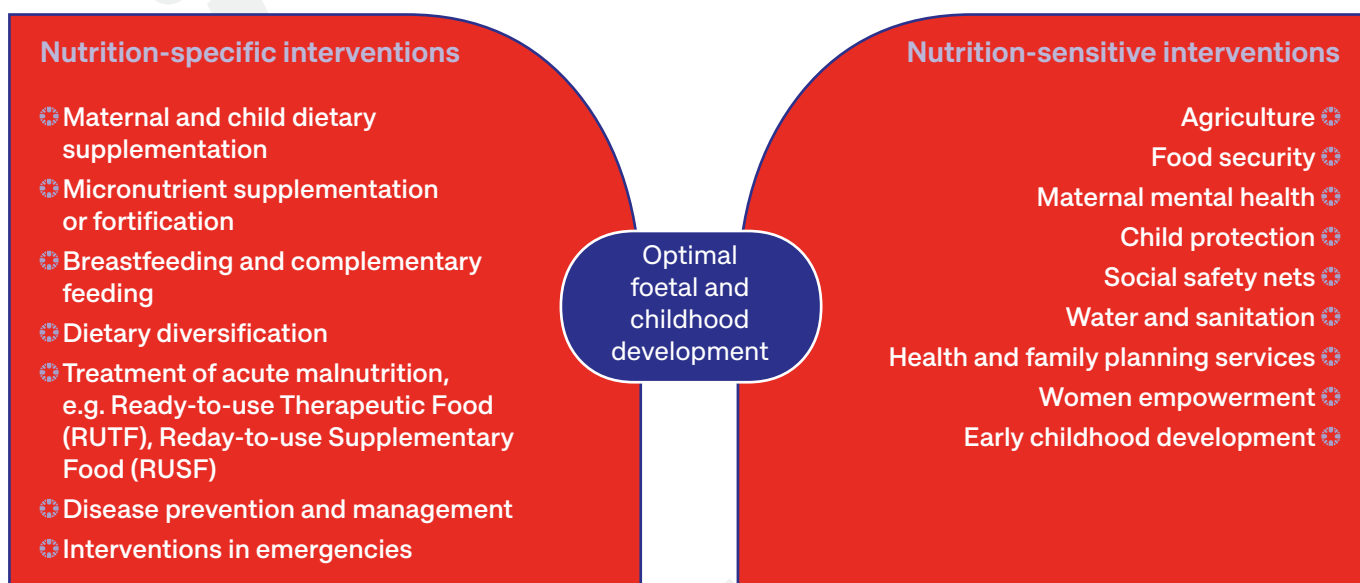 Nutrition-specific interventions
Maternal and child dietary
supplementation
Micronutrient supplementation
or fortification
Breastfeeding and complementary
feeding
Dietary diversification
Treatment of acute malnutrition,
e.g. Ready-to-use Therapeutic Food
(RUTF), Reday-to-use Supplementary
Food (RUSF)
Disease prevention and management
Interventions in emergencies
Optimal
foetal and
childhood
development
Nutrition-sensitive interventions
Agriculture
Food security
Maternal mental health
Child protection
Social safety nets
Water and sanitation
Health and family planning services
Women empowerment
Early childhood development